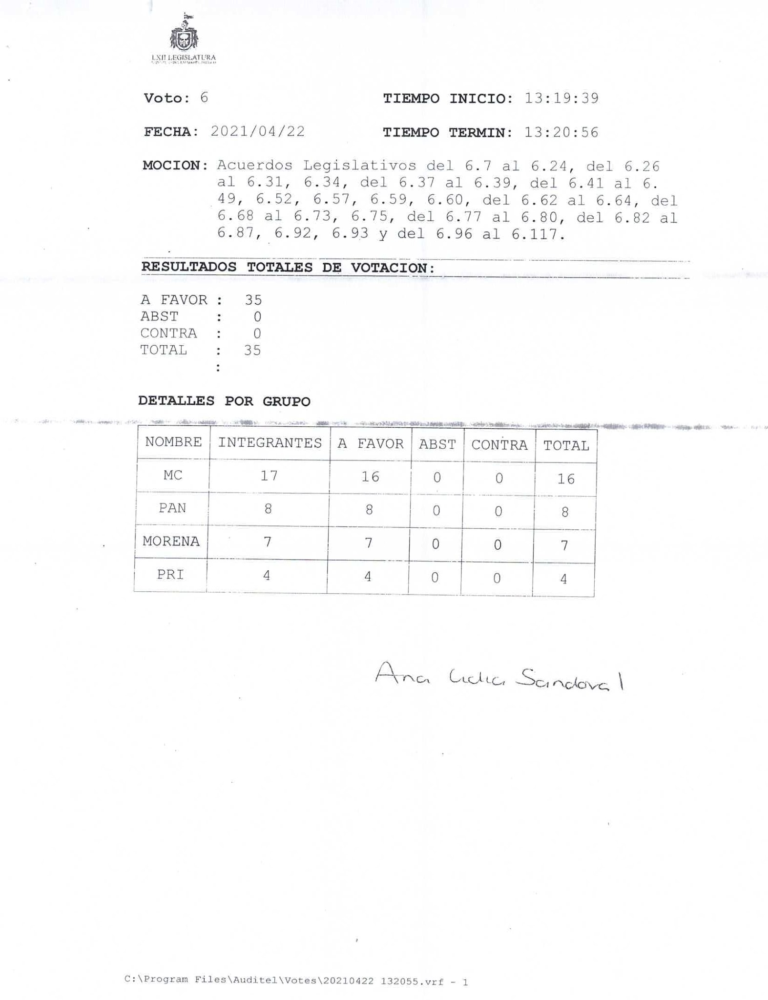 LXII LEGISLATURA
Voto: 6
TIEMPO INICIO: 13:19:39
FECHA: 2021/04/22
TIEMPO TERMIN: 13:20:56
MOCION: Acuerdos Legislativos del 6.7 al 6.24, del 6.26
al 6.31, 6.34, del 6.37 al 6.39, del 6.41 al 6.
49, 6.52, 6.57, 6.59, 6.60, del 6.62 al 6.64, del
6.68 al 6.73, 6.75, del 6.77 al 6.80, del 6.82 al
6.87, 6.92, 6.93 y del 6.96 al 6.117.
RESULTADOS TOTALES DE VOTACION:
A FAVOR : 35
ABST : 0
CONTRA : 0
TOTAL : 35
:
DETALLES POR GRUPO
NOMBRE INTEGRANTES A FAVOR ABST CONTRA TOTAL
MC 17 16 0 0 16
PAN 8 8 0 0 8
MORENA 7 7 0 0 7
PRI 4 4 0 0 4
Ana Lidia Sandoval
C:\Program Files\Auditel\Votes\20210422 132055.vrf - 1